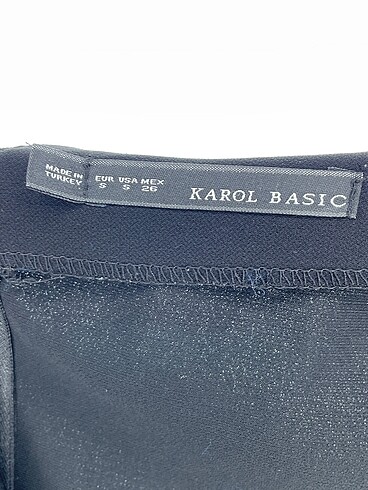 MADE IN
TURKEY
EUR USA MEX
S S 26
KAROL BASIC